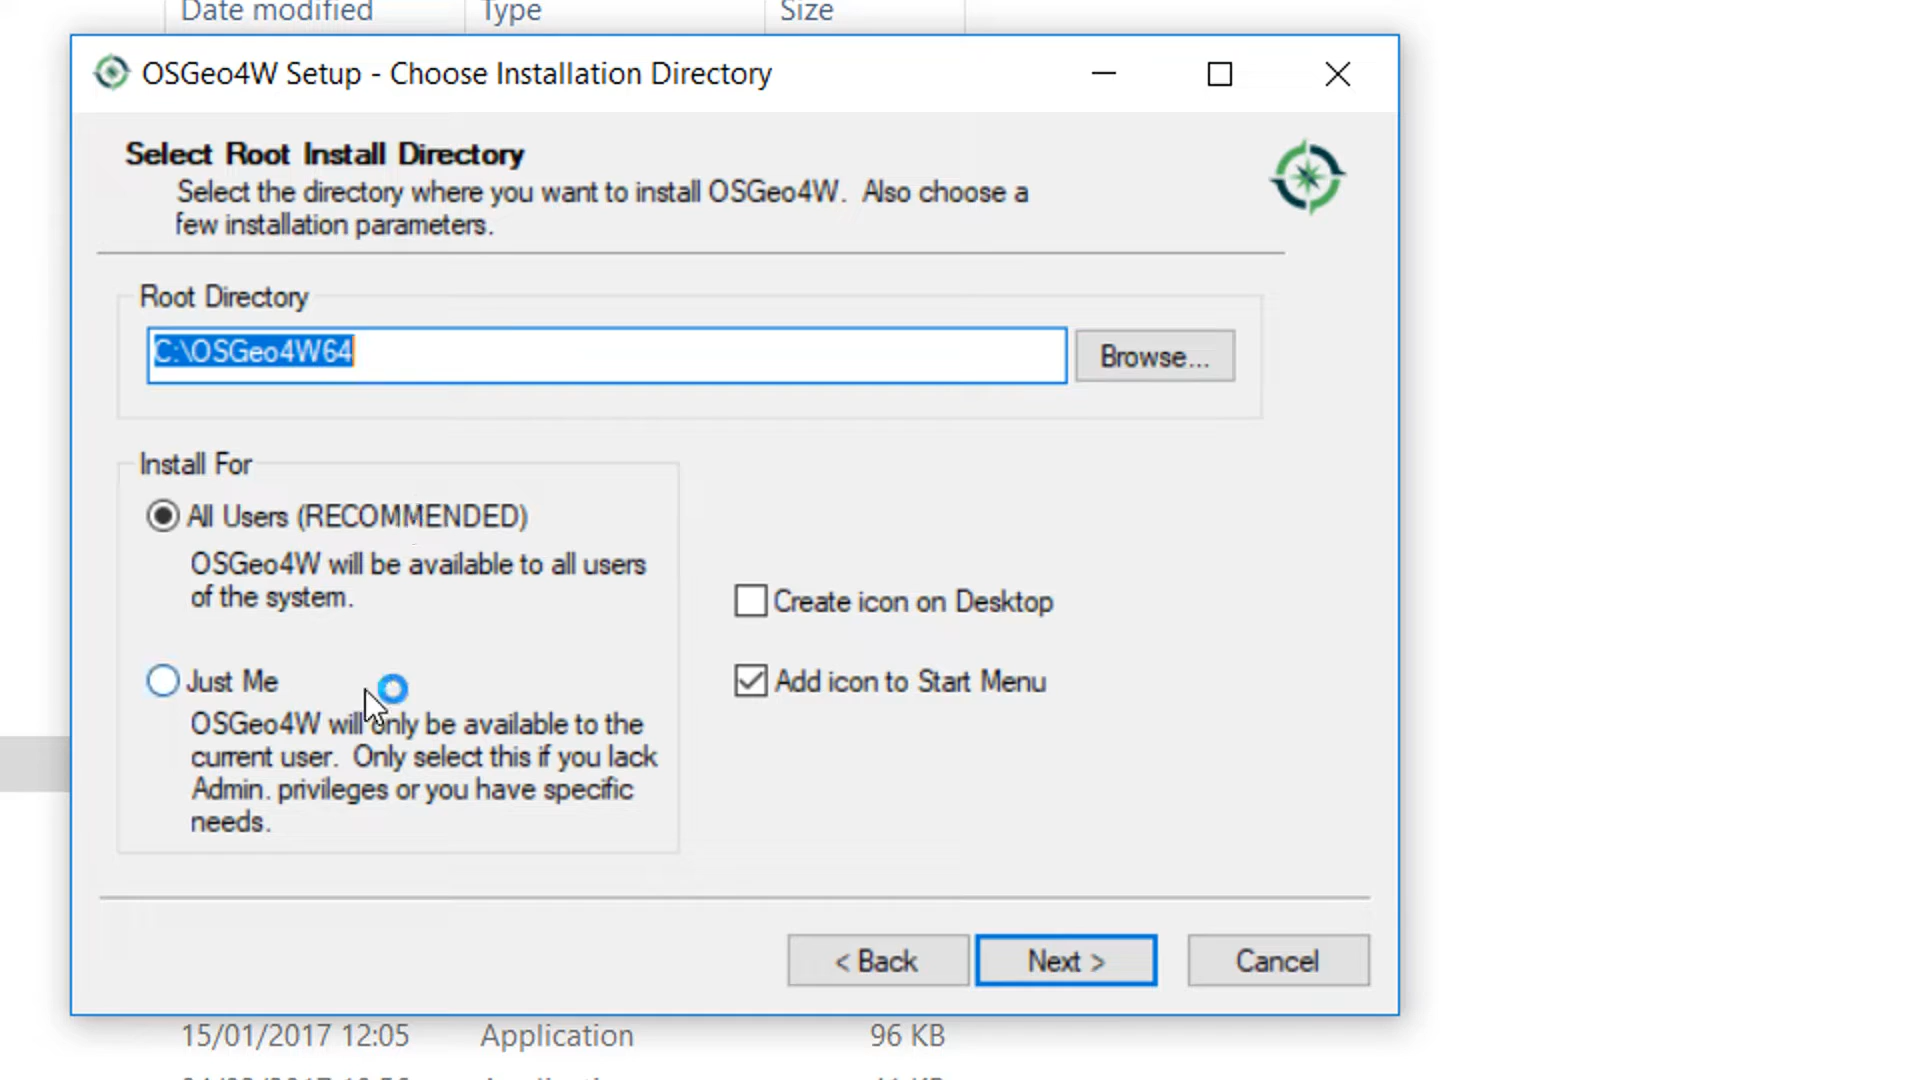 Date modified
Type
Size
OSGeo4W Setup - Choose Installation Directory
Select Root Install Directory
Select the directory where you want to install OSGeo4W. Also choose a
few installation parameters.
Root Directory
C:\OSGeo4W64
Browse...
Install For
All Users (RECOMMENDED)
OSGeo4W will be available to all users
of the system.
Create icon on Desktop
Just Me
Add icon to Start Menu
OSGeo4W will only be available to the
current user. Only select this if you lack
Admin. privileges or you have specific
needs.
< Back
Next >
Cancel
15/01/2017 12:05
Application
96 KB